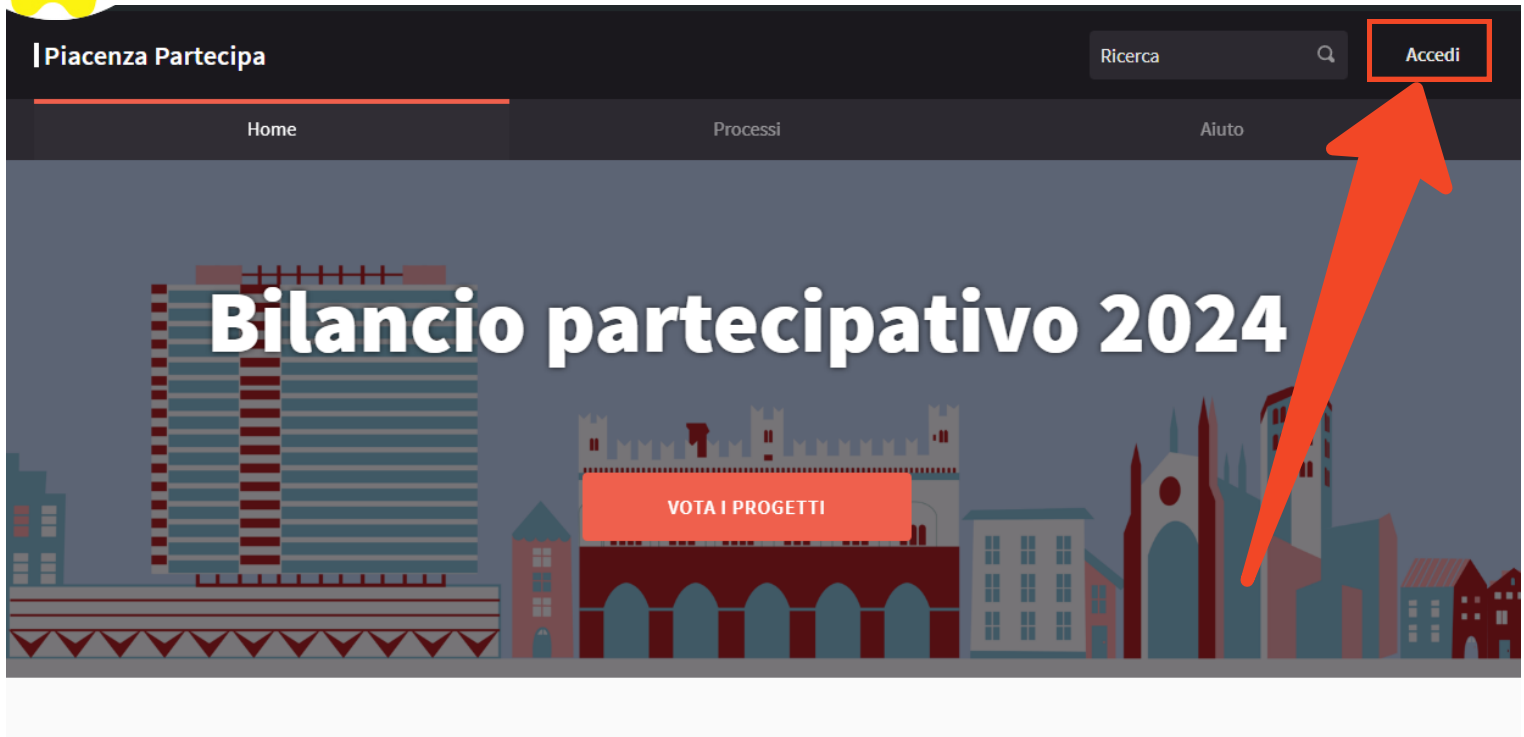 Piacenza Partecipa
Ricerca
Accedi
Home
Processi
Aiuto
Bilancio partecipativo 2024
VOTA I PROGETTI